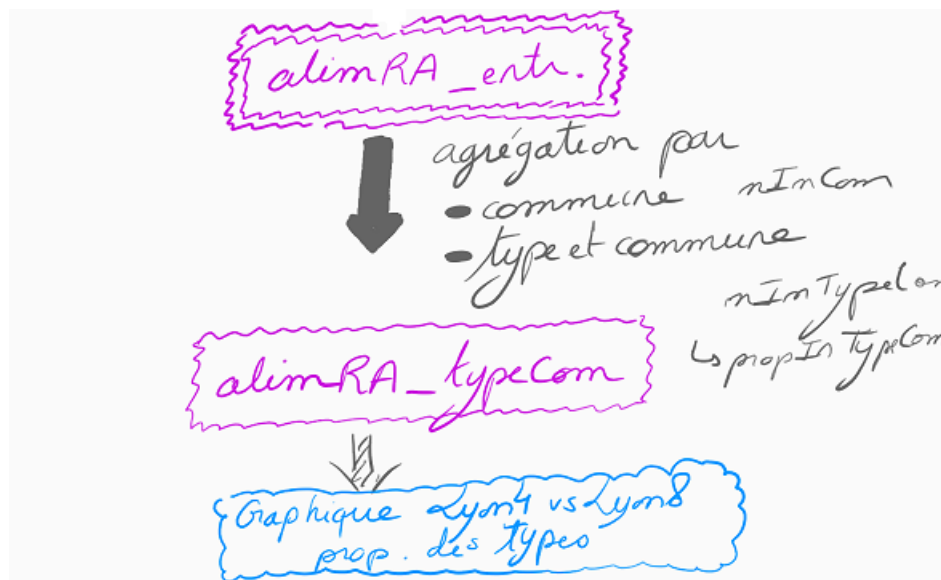 alimRA_entr.
agrégation par
• commune nInCom
• type et commune
nInTypeCom
↳ propInTypeCom
alimRA_typeCom
Graphique Lyon4 vs Lyon8
prop. des types